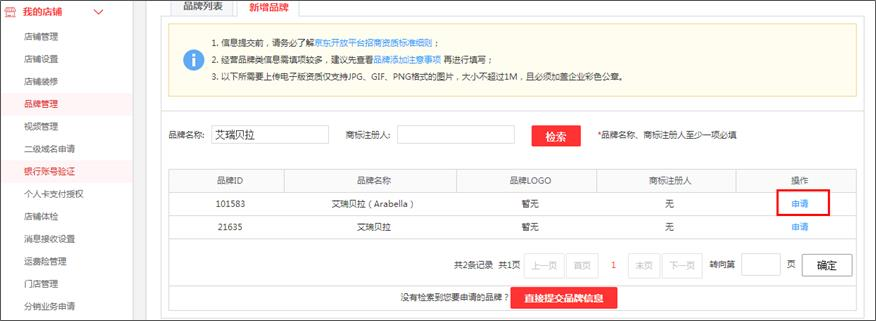 我的店铺
店铺管理
店铺设置
店铺装修
品牌管理
视频管理
二级域名申请
银行账号验证
个人卡支付授权
店铺体检
消息接收设置
运费险管理
门店管理
分销业务申请
品牌列表 新增品牌
1. 信息提交前，请务必了解京东开放平台招商资质标准细则；
2. 经营品牌类信息需填项较多，建议先查看品牌添加注意事项 再进行填写；
3. 以下所需要上传电子版资质仅支持JPG、GIF、PNG格式的图片，大小不超过1M，且必须加盖企业彩色公章。
品牌名称: 艾瑞贝拉 商标注册人: 检索 *品牌名称、商标注册人至少一项必填
品牌ID 品牌名称 品牌LOGO 商标注册人 操作
101583 艾瑞贝拉（Arabella） 暂无 无 申请
21635 艾瑞贝拉 暂无 无 申请
共2条记录 共1页 上一页 首页 1 末页 下一页 转向第 页 确定
没有检索到您要申请的品牌？ 直接提交品牌信息